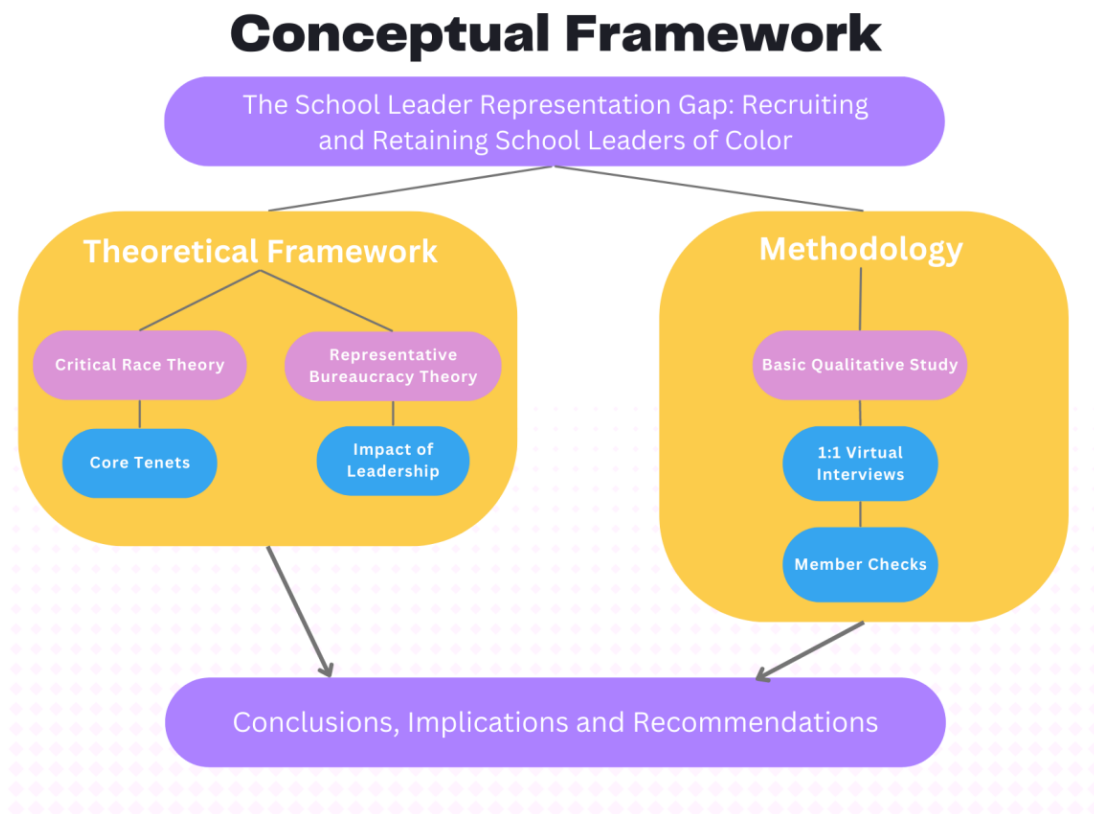 Conceptual Framework
The School Leader Representation Gap: Recruiting
and Retaining School Leaders of Color
Theoretical Framework
Critical Race Theory
Representative
Bureaucracy Theory
Core Tenets
Impact of
Leadership
Methodology
Basic Qualitative Study
1:1 Virtual
Interviews
Member Checks
Conclusions, Implications and Recommendations